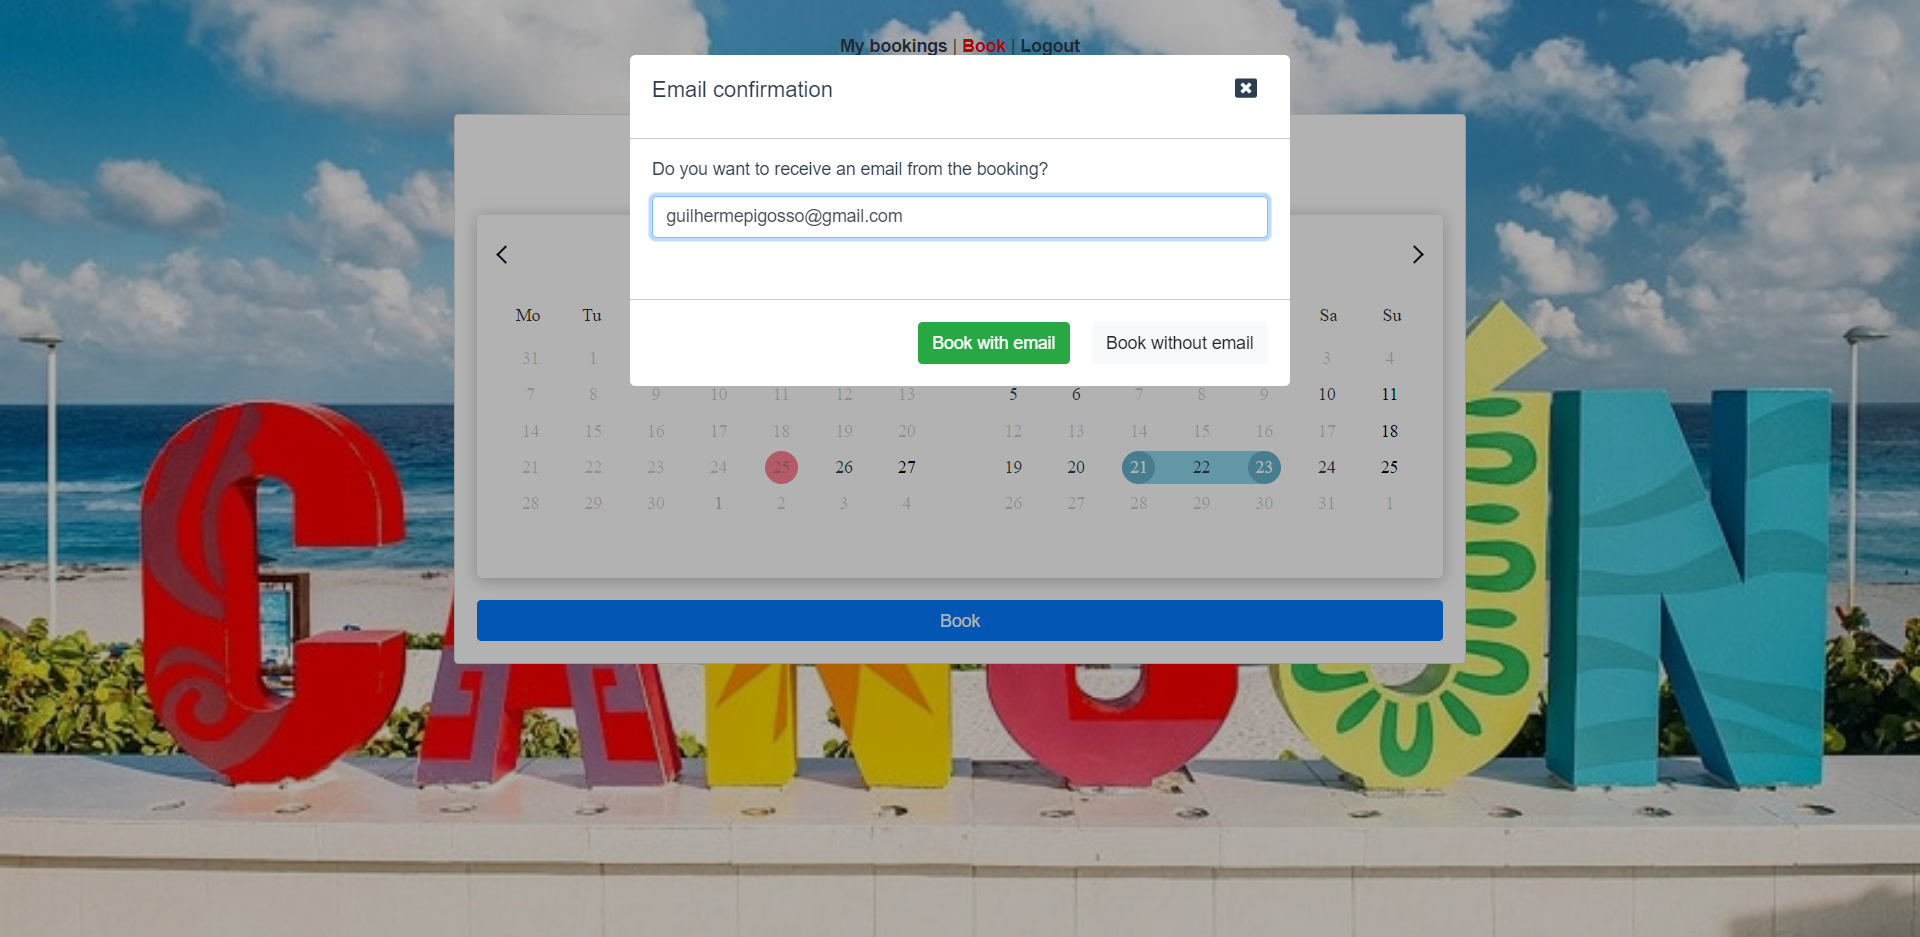 My bookings | Book | Logout
Email confirmation
Do you want to receive an email from the booking?
guilhermepigosso@gmail.com
Book with email Book without email
Mo Tu Sa Su
31 1 3 4
7 8 9 10 11 12 13 5 6 7 8 9 10 11
14 15 16 17 18 19 20 12 13 14 15 16 17 18
21 22 23 24 25 26 27 19 20 21 22 23 24 25
28 29 30 1 2 3 4 26 27 28 29 30 31 1
Book
CANCÚN